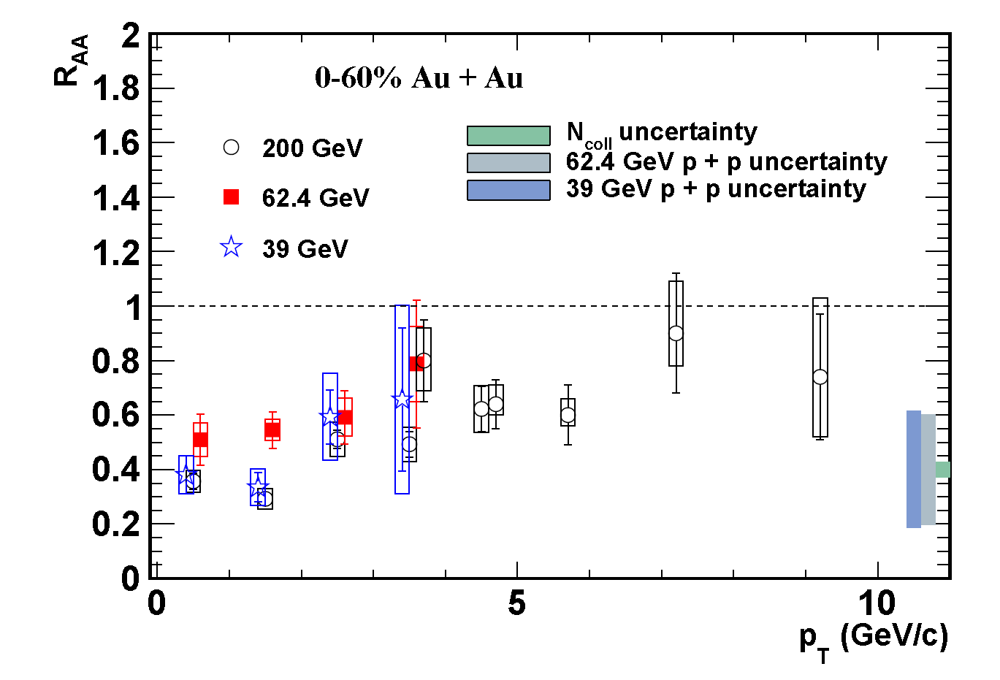 R_AA
2
1.8
1.6
1.4
1.2
1
0.8
0.6
0.4
0.2
0
0-60% Au + Au
200 GeV
62.4 GeV
39 GeV
N_coll uncertainty
62.4 GeV p + p uncertainty
39 GeV p + p uncertainty
0 5 10
p_T (GeV/c)